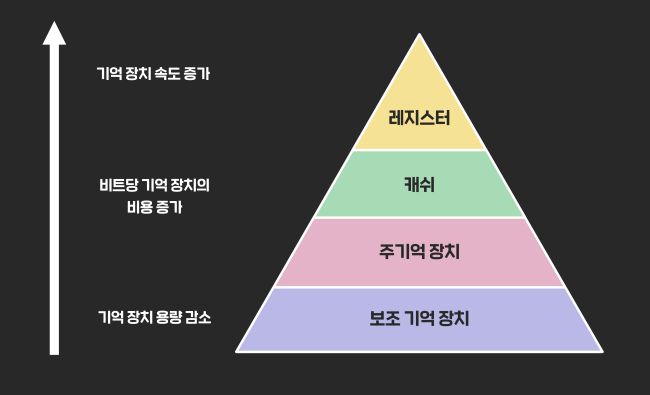 기억 장치 속도 증가
비트당 기억 장치의
비용 증가
기억 장치 용량 감소
레지스터
캐쉬
주기억 장치
보조 기억 장치